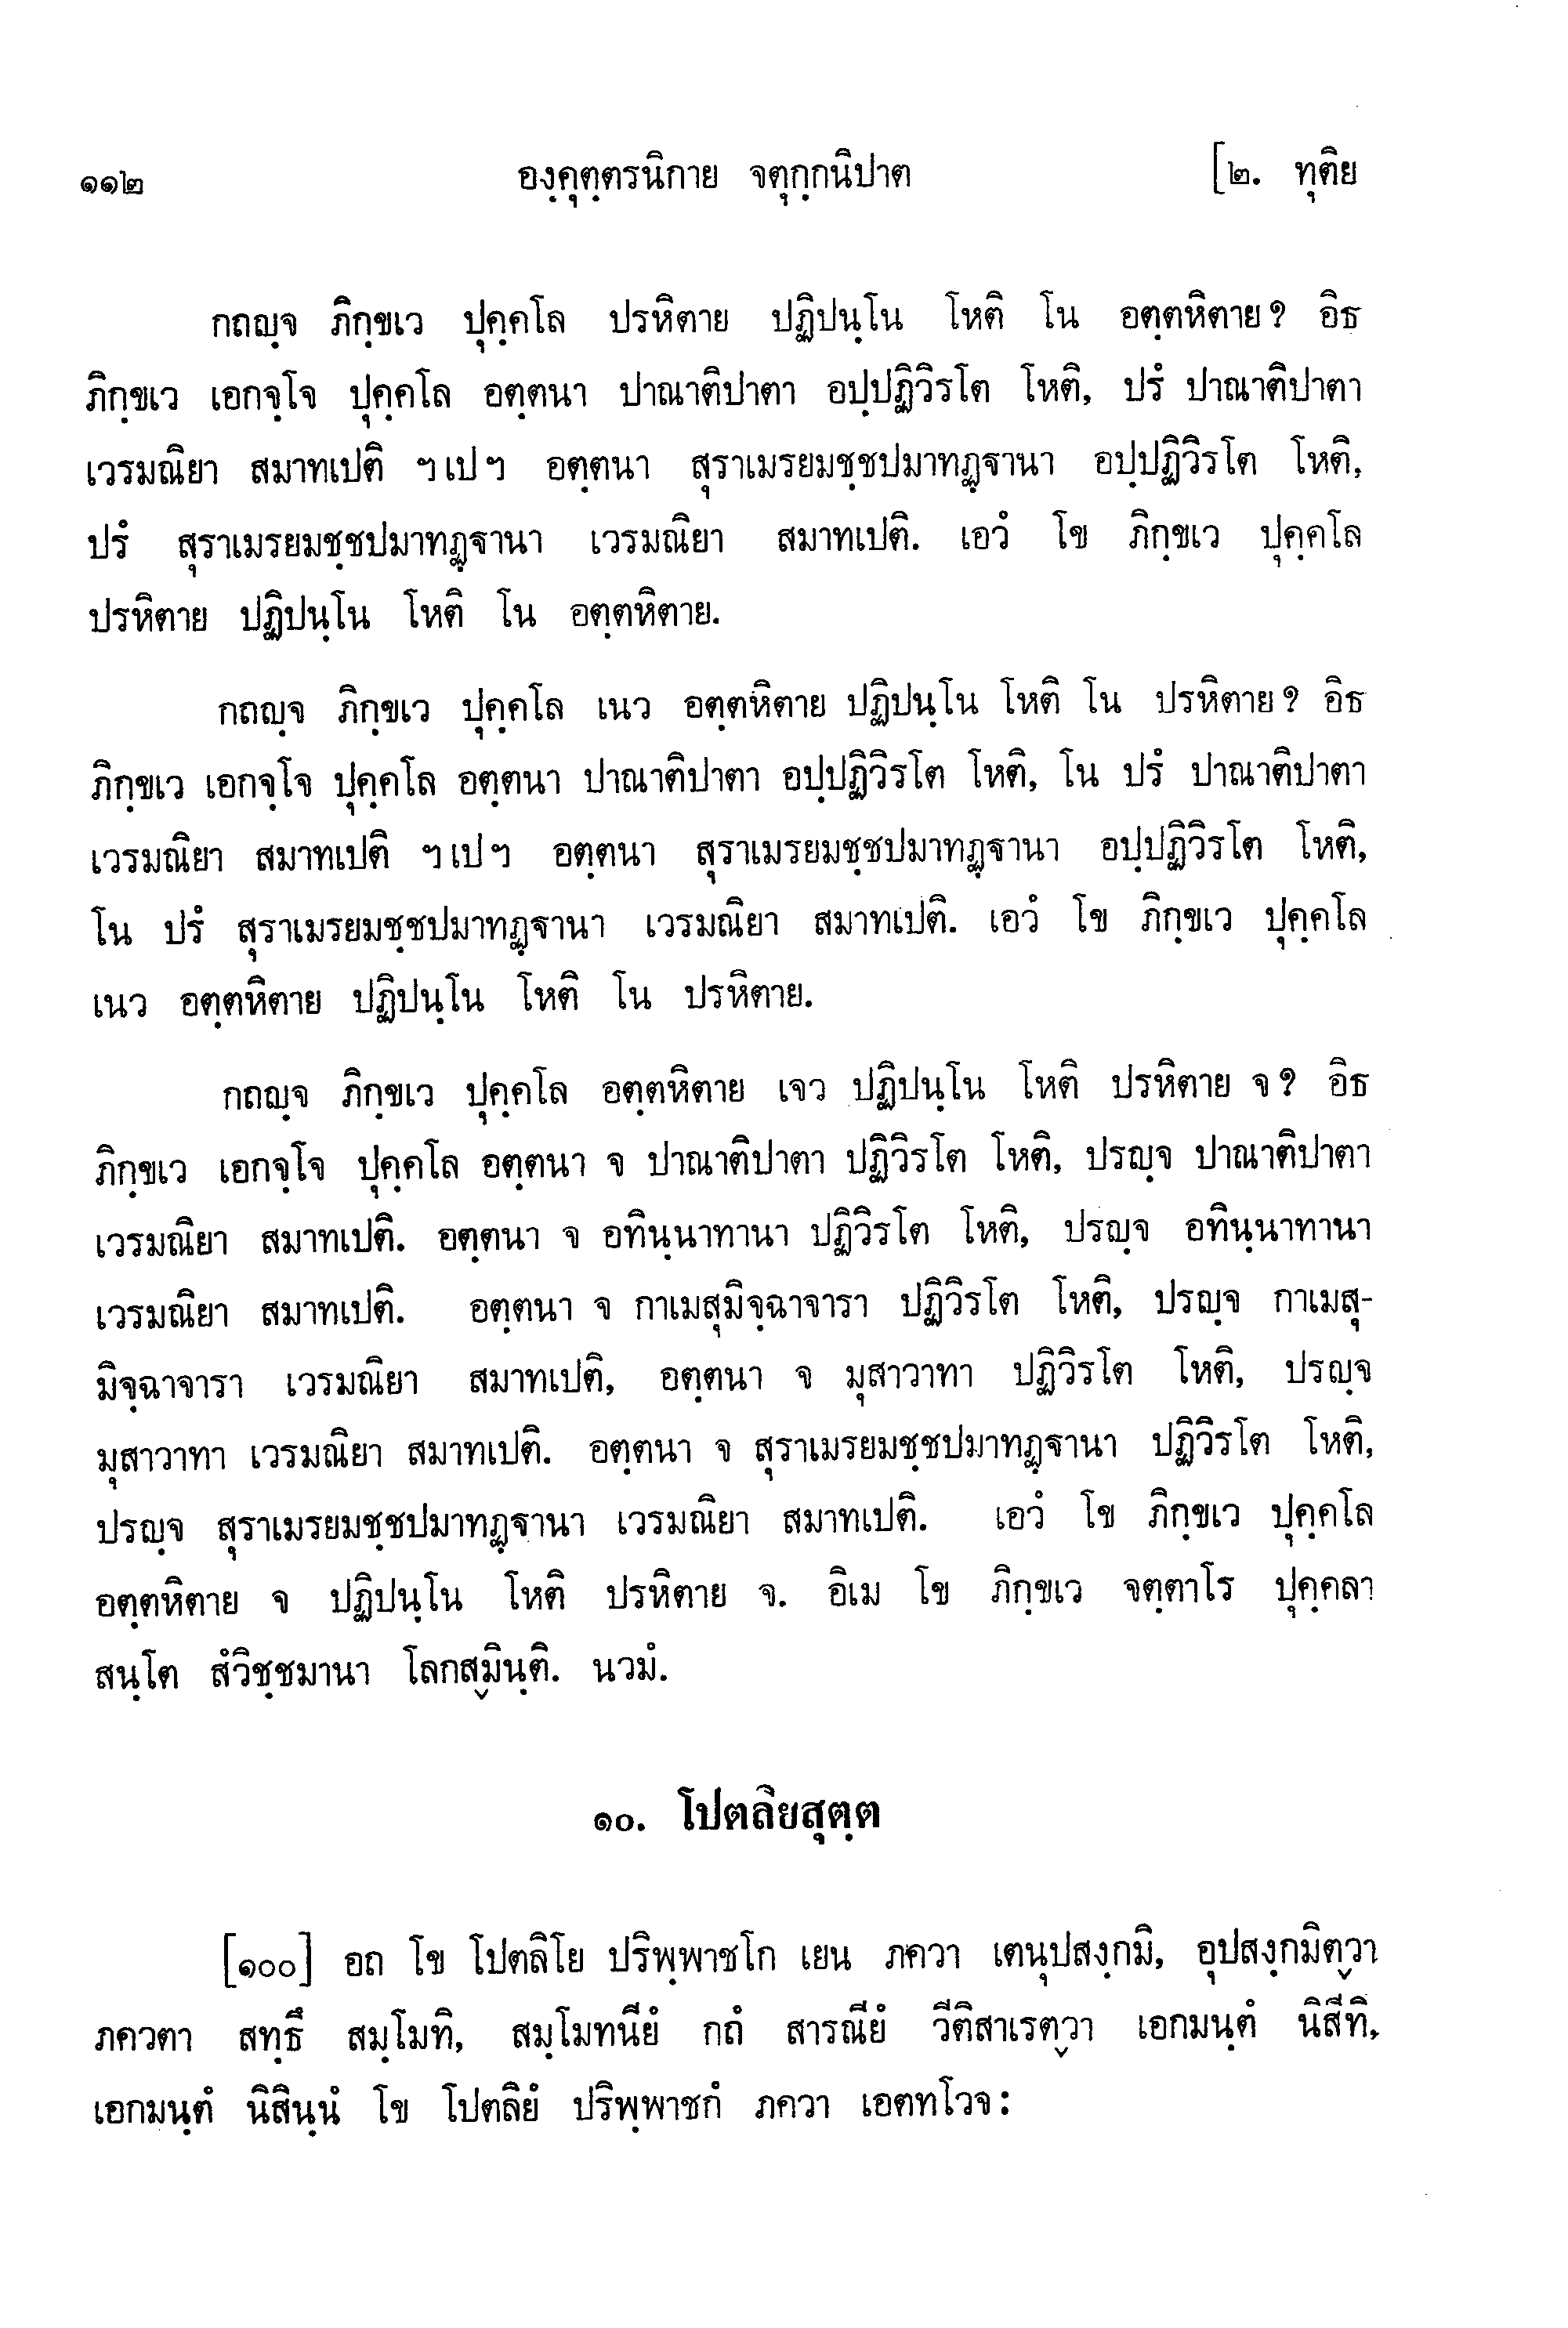 ๑๑๒ องฺคุตฺตรนิกาย จตุกฺกนิปาต [๒. ทุติย
กถญฺจ ภิกฺขเว ปุคฺคโล ปรหิตาย ปฏิปนฺโน โหติ โน อตฺตหิตาย? อิธ
ภิกฺขเว เอกจฺโจ ปุคฺคโล อตฺตนา ปาณาติปาตา อปฺปฏิวิรโต โหติ, ปรํ ปาณาติปาตา
เวรมณิยา สมาทเปติ ฯ เป ฯ อตฺตนา สุราเมรยมชฺชปมาทฏฺฐานา อปฺปฏิวิรโต โหติ,
ปรํ สุราเมรยมชฺชปมาทฏฺฐานา เวรมณิยา สมาทเปติ. เอวํ โข ภิกฺขเว ปุคฺคโล
ปรหิตาย ปฏิปนฺโน โหติ โน อตฺตหิตาย.
กถญฺจ ภิกฺขเว ปุคฺคโล เนว อตฺตหิตาย ปฏิปนฺโน โหติ โน ปรหิตาย? อิธ
ภิกฺขเว เอกจฺโจ ปุคฺคโล อตฺตนา ปาณาติปาตา อปฺปฏิวิรโต โหติ, โน ปรํ ปาณาติปาตา
เวรมณิยา สมาทเปติ ฯ เป ฯ อตฺตนา สุราเมรยมชฺชปมาทฏฺฐานา อปฺปฏิวิรโต โหติ,
โน ปรํ สุราเมรยมชฺชปมาทฏฺฐานา เวรมณิยา สมาทเปติ. เอวํ โข ภิกฺขเว ปุคฺคโล
เนว อตฺตหิตาย ปฏิปนฺโน โหติ โน ปรหิตาย.
กถญฺจ ภิกฺขเว ปุคฺคโล อตฺตหิตาย เจว ปฏิปนฺโน โหติ ปรหิตาย จ? อิธ
ภิกฺขเว เอกจฺโจ ปุคฺคโล อตฺตนา จ ปาณาติปาตา ปฏิวิรโต โหติ, ปรญฺจ ปาณาติปาตา
เวรมณิยา สมาทเปติ. อตฺตนา จ อทินฺนาทานา ปฏิวิรโต โหติ, ปรญฺจ อทินฺนาทานา
เวรมณิยา สมาทเปติ. อตฺตนา จ กาเมสุมิจฺฉาจารา ปฏิวิรโต โหติ, ปรญฺจ กาเมสุ-
มิจฺฉาจารา เวรมณิยา สมาทเปติ, อตฺตนา จ มุสาวาทา ปฏิวิรโต โหติ, ปรญฺจ
มุสาวาทา เวรมณิยา สมาทเปติ. อตฺตนา จ สุราเมรยมชฺชปมาทฏฺฐานา ปฏิวิรโต โหติ,
ปรญฺจ สุราเมรยมชฺชปมาทฏฺฐานา เวรมณิยา สมาทเปติ. เอวํ โข ภิกฺขเว ปุคฺคโล
อตฺตหิตาย จ ปฏิปนฺโน โหติ ปรหิตาย จ. อิเม โข ภิกฺขเว จตฺตาโร ปุคฺคลา
สนฺโต สํวิชฺชมานา โลกสฺมินฺติ. นวมํ.
๑๐. โปตลิยสุตฺต
[๑๐๐] อถ โข โปตลิโย ปริพฺพาชโก เยน ภควา เตนุปสงฺกมิ, อุปสงฺกมิตฺวา
ภควตา สทฺธึ สมฺโมทิ, สมฺโมทนียํ กถํ สารณียํ วีติสาเรตฺวา เอกมนฺตํ นิสีทิ,
เอกมนฺตํ นิสินฺนํ โข โปตลิยํ ปริพฺพาชกํ ภควา เอตทโวจ: